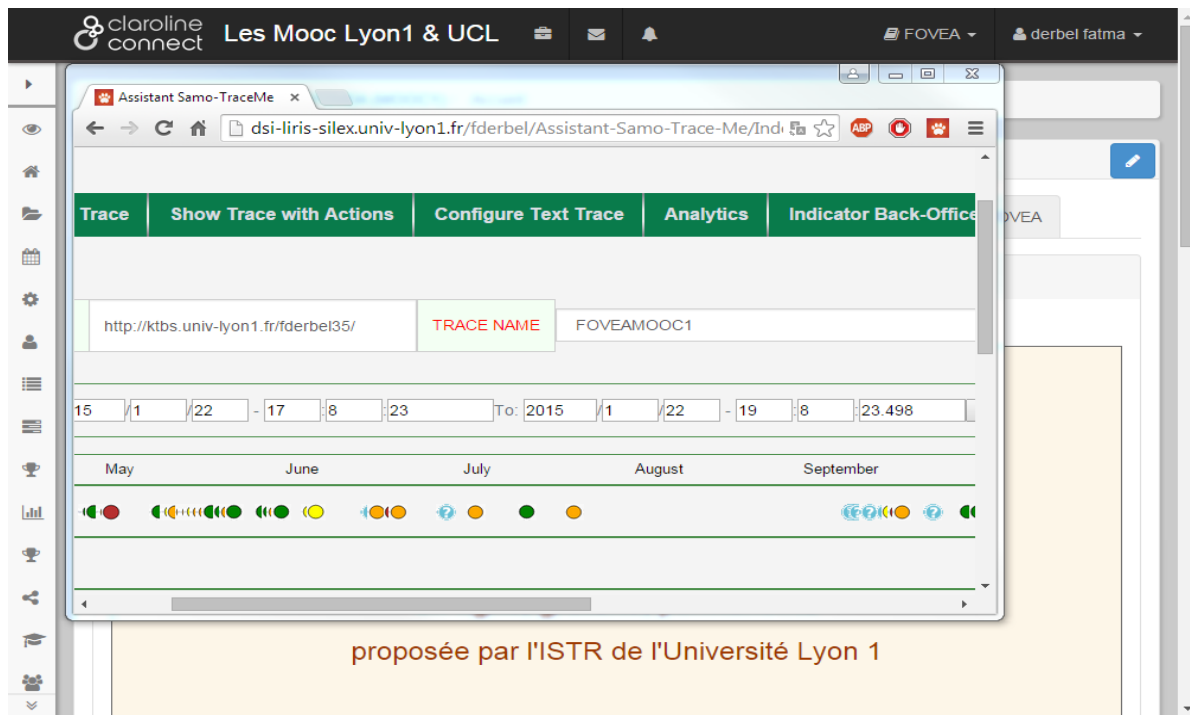 claroline connect Les Mooc Lyon1 & UCL FOVEA derbel fatma
Assistant Samo-TraceMe
dsi-liris-silex.univ-lyon1.fr/fderbel/Assistant-Samo-Trace-Me/Ind
ABP
Trace Show Trace with Actions Configure Text Trace Analytics Indicator Back-Office
OVEA
http://ktbs.univ-lyon1.fr/fderbel35/ TRACE NAME FOVEAMOOC1
15 /1 /22 - 17 :8 :23 To: 2015 /1 /22 - 19 :8 :23.498
May June July August September
? ? ? ?
proposée par l'ISTR de l'Université Lyon 1